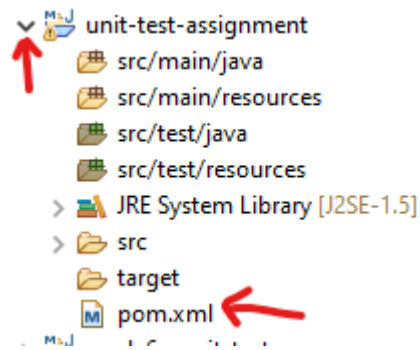 unit-test-assignment
src/main/java
src/main/resources
src/test/java
src/test/resources
JRE System Library [J2SE-1.5]
src
target
pom.xml